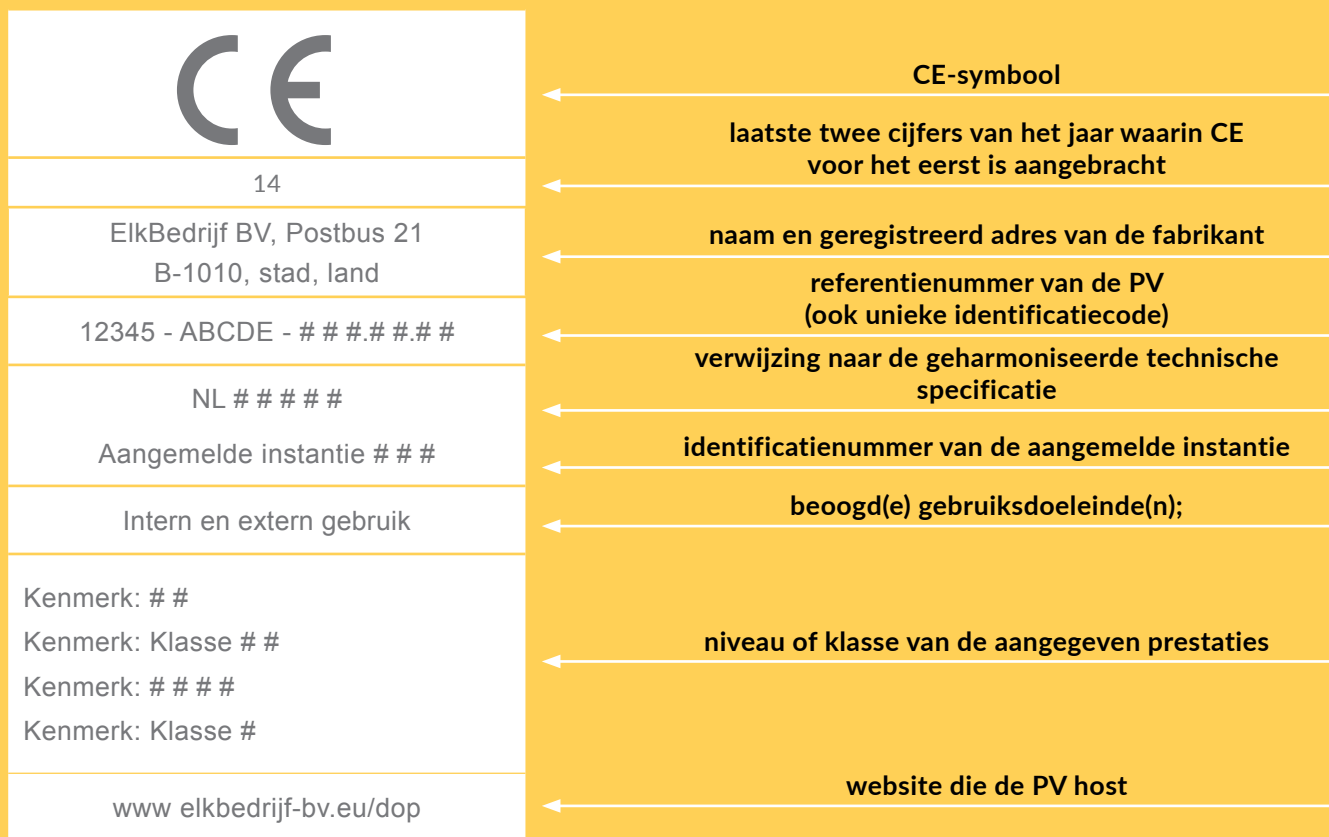 CE
CE-symbool
laatste twee cijfers van het jaar waarin CE
voor het eerst is aangebracht
14
ElkBedrijf BV, Postbus 21
B-1010, stad, land
naam en geregistreerd adres van de fabrikant
12345 - ABCDE - # # #.# #.# #
referentienummer van de PV
(ook unieke identificatiecode)
NL # # # # #
verwijzing naar de geharmoniseerde technische
specificatie
Aangemelde instantie # # #
identificatienummer van de aangemelde instantie
Intern en extern gebruik
beoogd(e) gebruiksdoeleinde(n);
Kenmerk: # #
Kenmerk: Klasse # #
Kenmerk: # # # #
Kenmerk: Klasse #
niveau of klasse van de aangegeven prestaties
www elkbedrijf-bv.eu/dop
website die de PV host